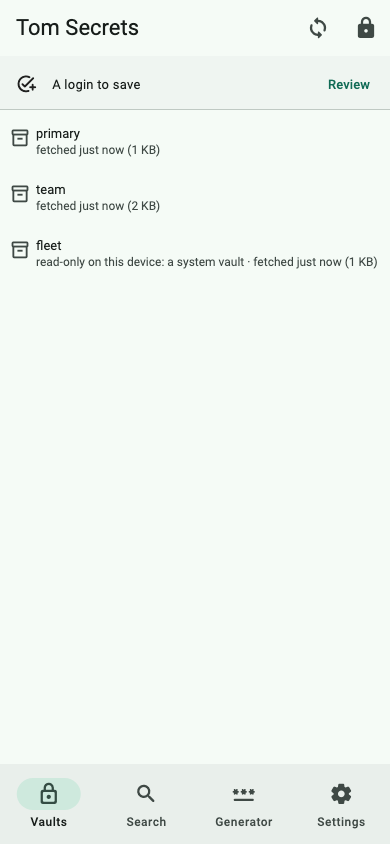 Tom Secrets
A login to save
Review
primary
fetched just now (1 KB)
team
fetched just now (2 KB)
fleet
read-only on this device: a system vault · fetched just now (1 KB)
Vaults
Search
Generator
Settings